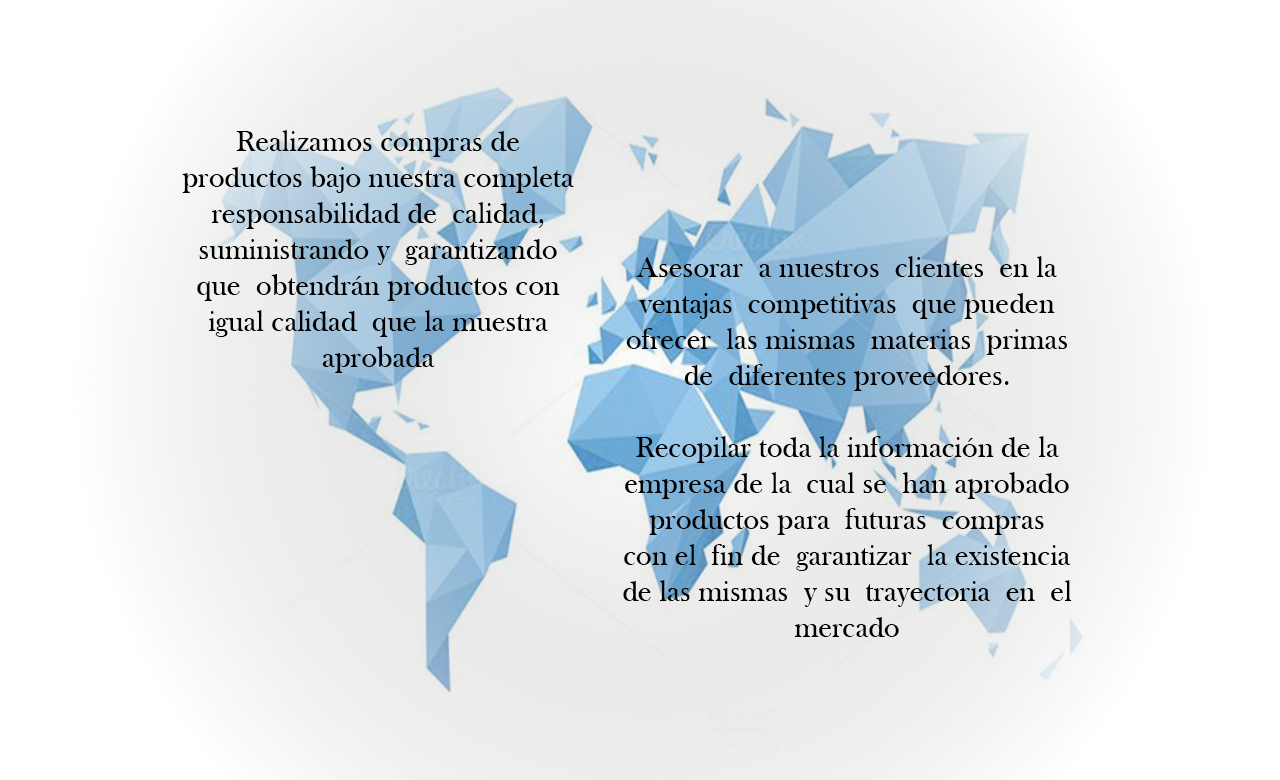 Realizamos compras de
productos bajo nuestra completa
responsabilidad de calidad,
suministrando y garantizando
que obtendrán productos con
igual calidad que la muestra
aprobada
Asesorar a nuestros clientes en la
ventajas competitivas que pueden
ofrecer las mismas materias primas
de diferentes proveedores.
Recopilar toda la información de la
empresa de la cual se han aprobado
productos para futuras compras
con el fin de garantizar la existencia
de las mismas y su trayectoria en el
mercado